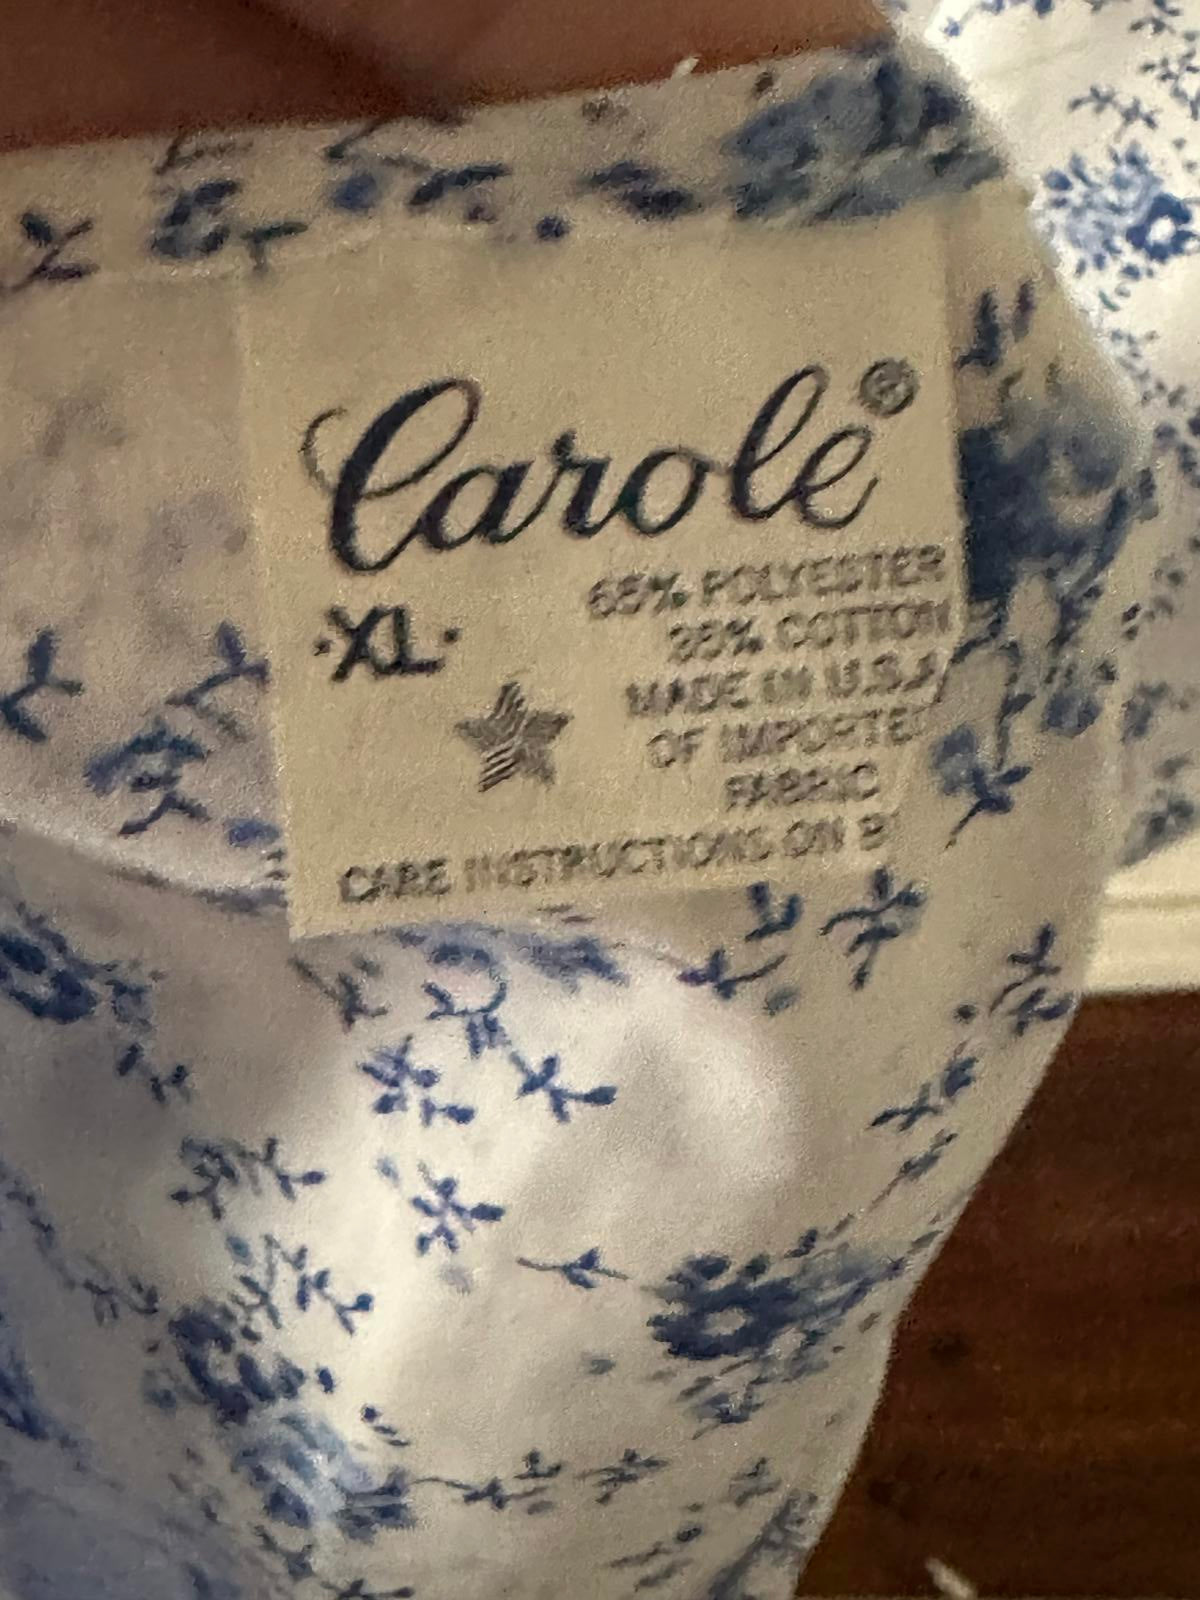 Carole®
·XL·
65% POLYESTER
35% COTTON
MADE IN U.S.A
OF IMPORTED
FABRIC
CARE INSTRUCTIONS ON